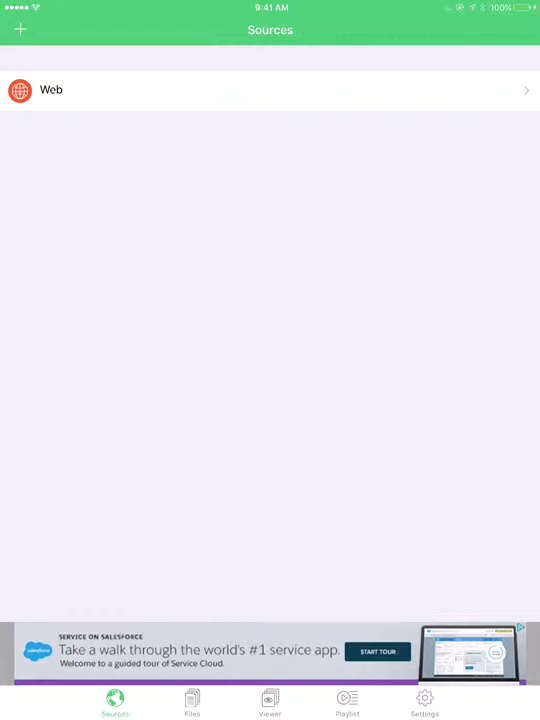 9:41 AM
100%
Sources
Web
SERVICE ON SALESFORCE
salesforce
Take a walk through the world's #1 service app.
START TOUR
Welcome to a guided tour of Service Cloud.
Sources
Files
Viewer
Playlist
Settings